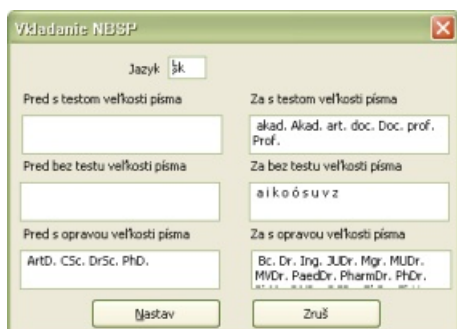 Vkladanie NBSP
Jazyk sk
Pred s testom veľkosti písma
Za s testom veľkosti písma
akad. Akad. art. doc. Doc. prof.
Prof.
Pred bez testu veľkosti písma
Za bez testu veľkosti písma
a i k o ó s u v z
Pred s opravou veľkosti písma
Za s opravou veľkosti písma
ArtD. CSc. DrSc. PhD.
Bc. Dr. Ing. JUDr. Mgr. MUDr.
MVDr. PaedDr. PharmDr. PhDr.
Nastav
Zruš